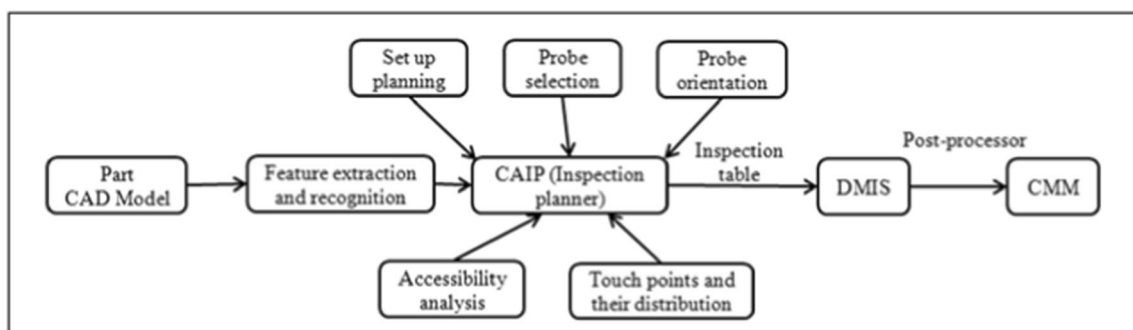 Set up
planning
Probe
selection
Probe
orientation
Part
CAD Model
Feature extraction
and recognition
CAIP (Inspection
planner)
Inspection
table
DMIS
Post-processor
CMM
Accessibility
analysis
Touch points and
their distribution